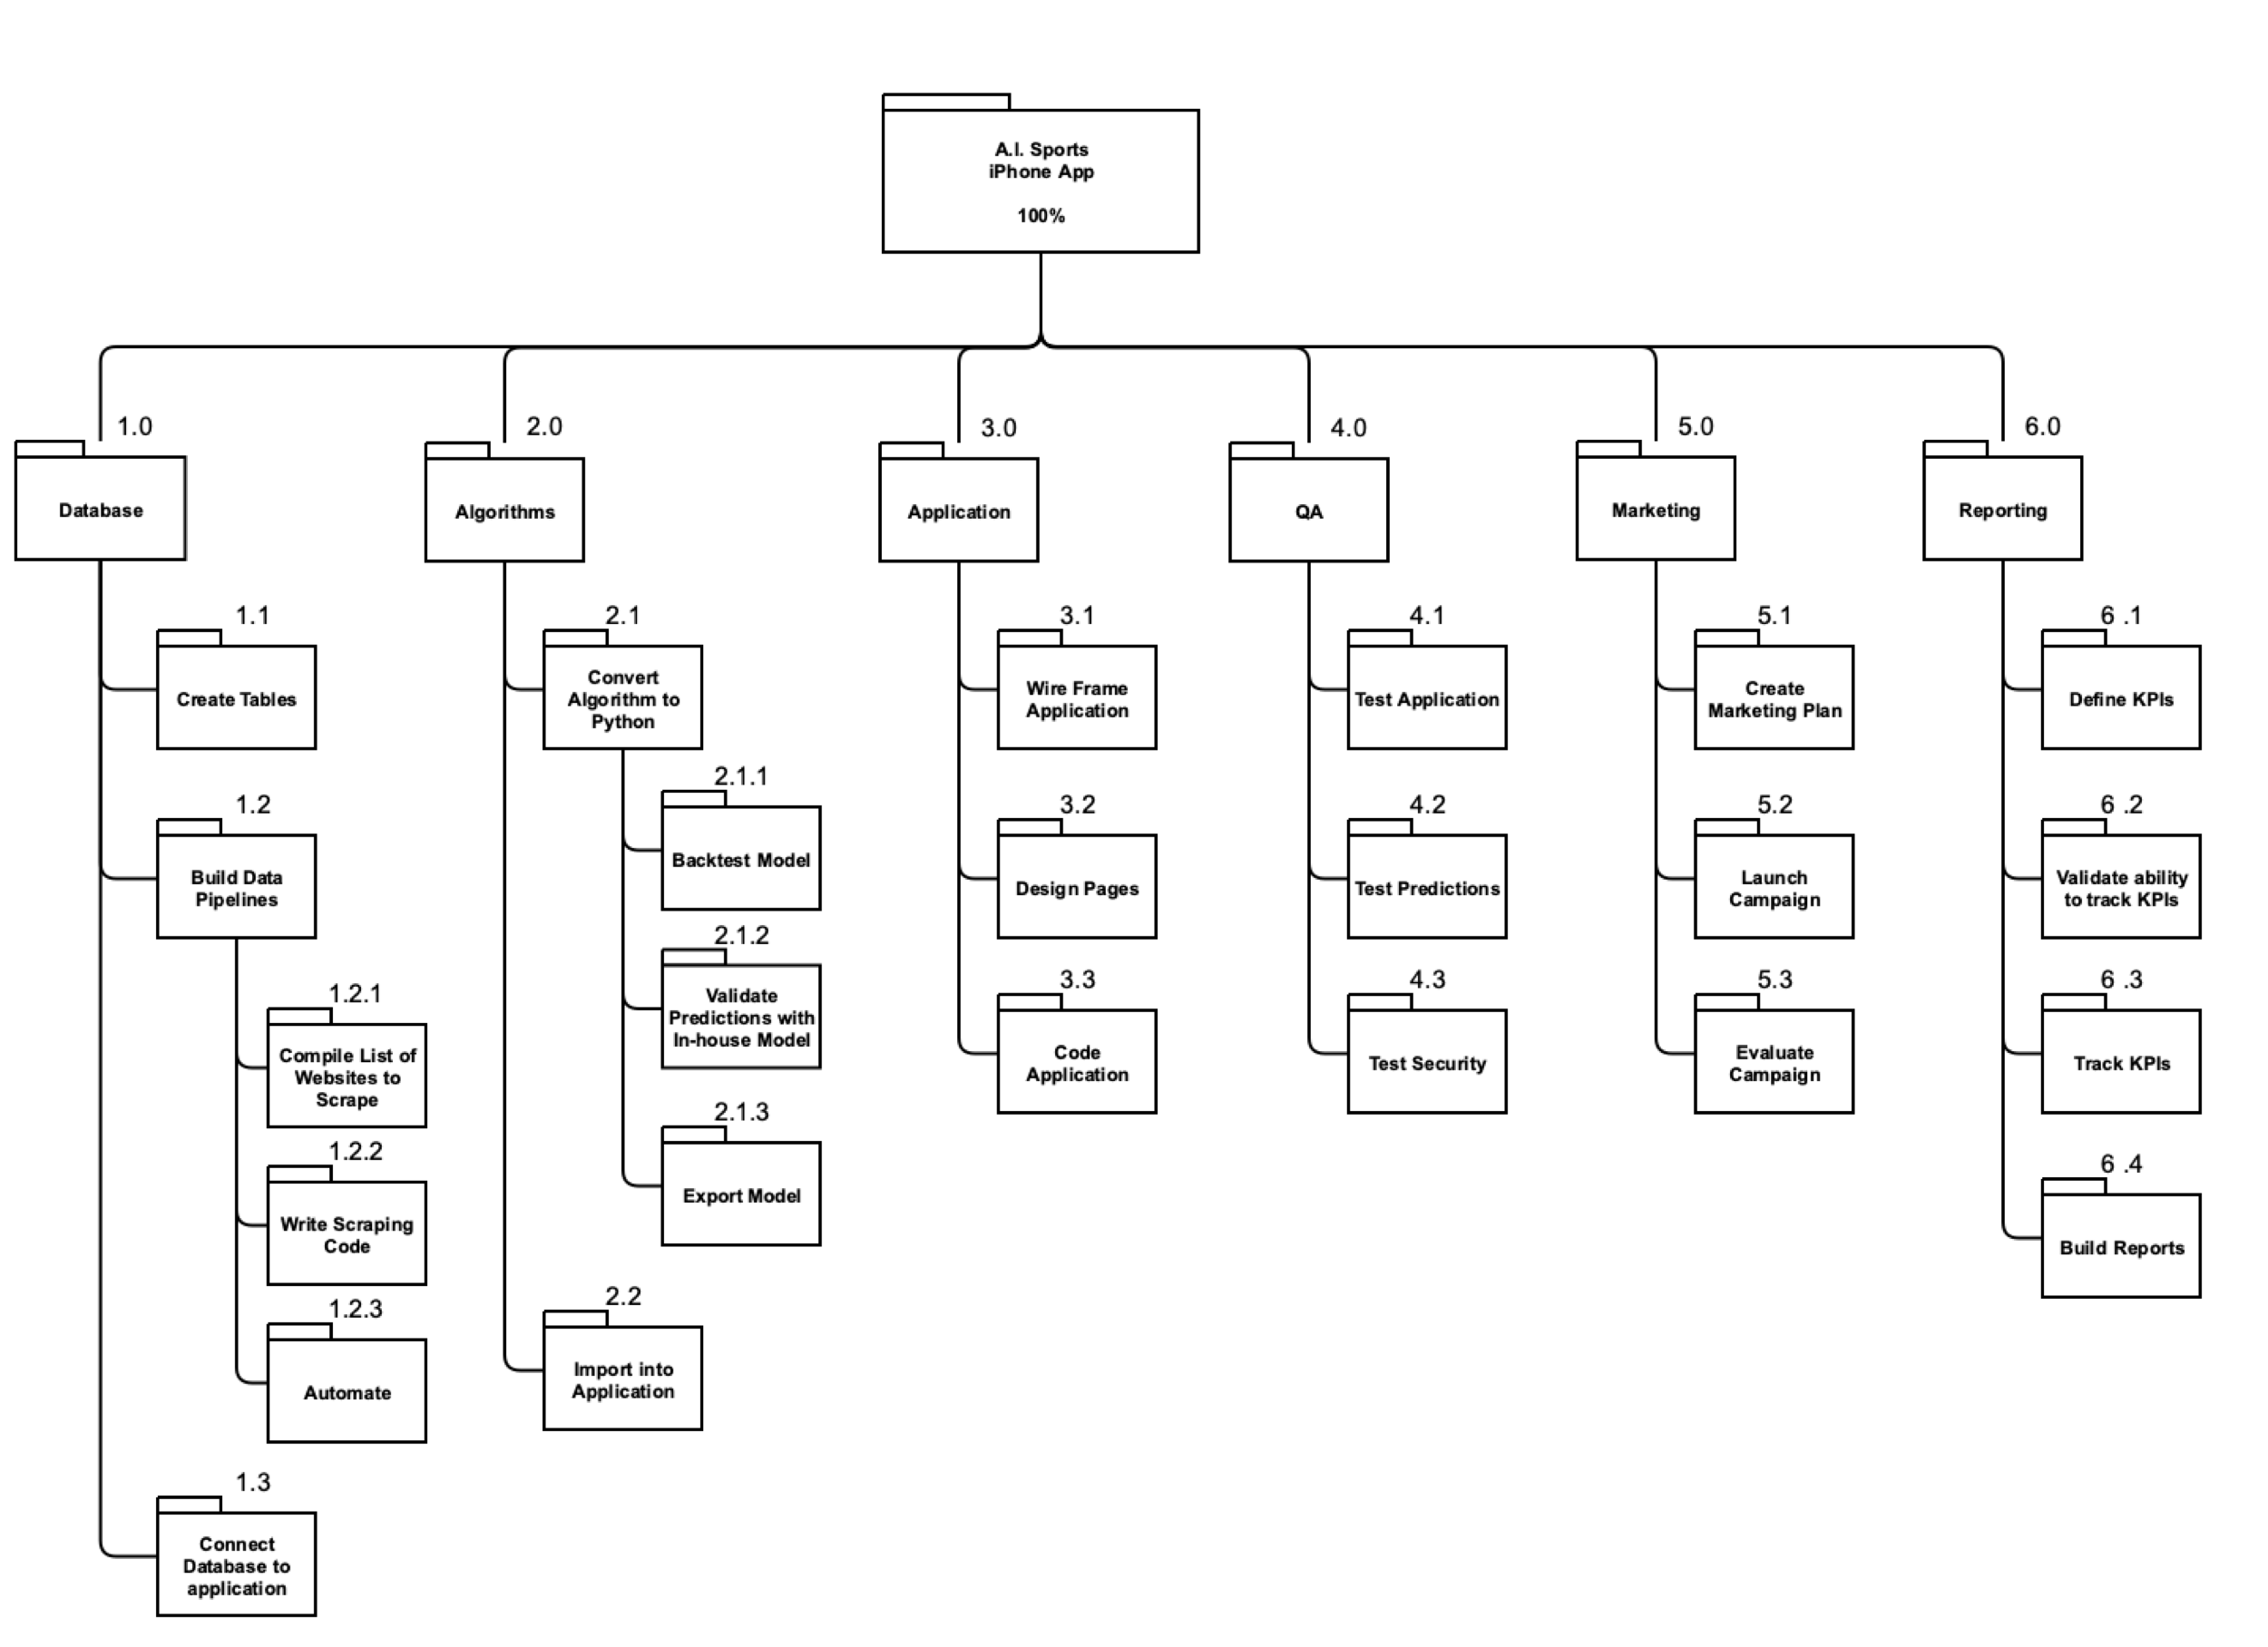 A.I. Sports
iPhone App
100%
1.0
Database
1.1
Create Tables
1.2
Build Data
Pipelines
1.2.1
Compile List of
Websites to
Scrape
1.2.2
Write Scraping
Code
1.2.3
Automate
1.3
Connect
Database to
application
2.0
Algorithms
2.1
Convert
Algorithm to
Python
2.1.1
Backtest Model
2.1.2
Validate
Predictions with
In-house Model
2.1.3
Export Model
2.2
Import into
Application
3.0
Application
3.1
Wire Frame
Application
3.2
Design Pages
3.3
Code
Application
4.0
QA
4.1
Test Application
4.2
Test Predictions
4.3
Test Security
5.0
Marketing
5.1
Create
Marketing Plan
5.2
Launch
Campaign
5.3
Evaluate
Campaign
6.0
Reporting
6 .1
Define KPIs
6 .2
Validate ability
to track KPIs
6 .3
Track KPIs
6 .4
Build Reports